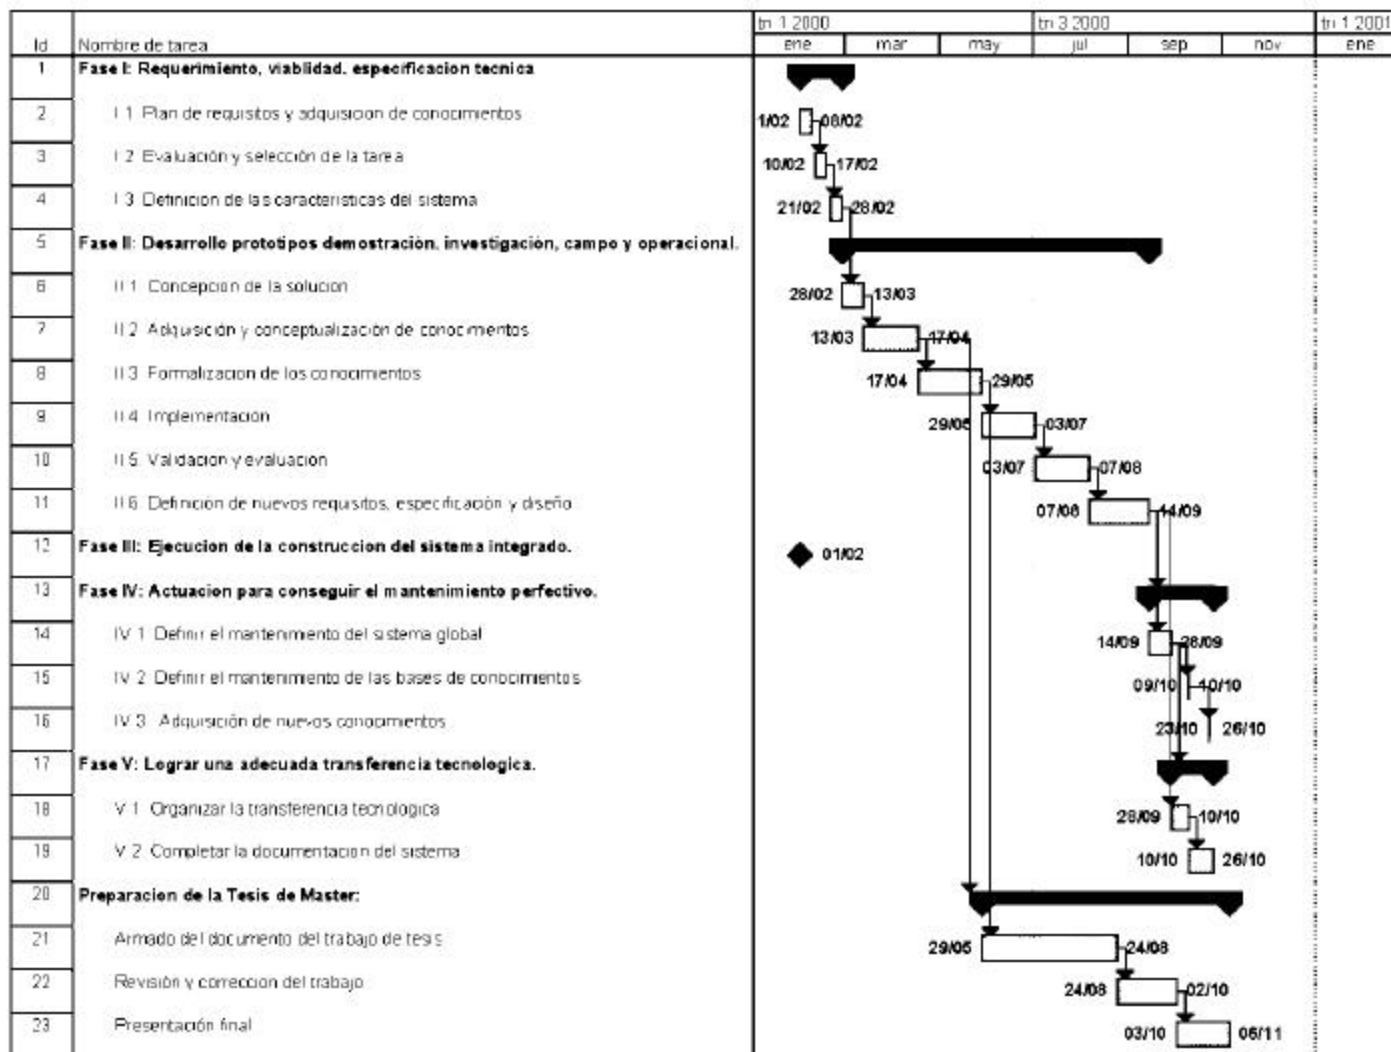 tri 1 2000 tri 3 2000 tri 1 2001
Id Nombre de tarea ene mar may jul sep nov ene
1 Fase I: Requerimiento, viablidad. especificacion tecnica
2 I 1 Plan de requisitos y adquisicion de conocimientos 1/02 08/02
3 I 2 Evaluación y selección de la tarea 10/02 17/02
4 I 3 Definicion de las caracteristicas del sistema 21/02 28/02
5 Fase II: Desarrollo prototipos demostración, investigación, campo y operacional.
6 II 1 Concepcion de la solucion 28/02 13/03
7 II 2 Adquisición y conceptualización de conocimientos 13/03 17/04
8 II 3 Formalizacion de los conocimientos 17/04 29/05
9 II 4 Implementacion 29/05 03/07
10 II 5 Validacion y evaluacion 03/07 07/08
11 II 6 Definicion de nuevos requisitos, especificación y diseño 07/08 14/09
12 Fase III: Ejecucion de la construccion del sistema integrado. 01/02
13 Fase IV: Actuacion para conseguir el mantenimiento perfectivo.
14 IV 1 Definir el mantenimiento del sistema global 14/09 28/09
15 IV 2 Definir el mantenimiento de las bases de conocimientos 09/10 10/10
16 IV 3 Adquisición de nuevos conocimientos 23/10 26/10
17 Fase V: Lograr una adecuada transferencia tecnologica.
18 V 1 Organizar la transferencia tecnologica 28/09 10/10
19 V 2 Completar la documentacion del sistema 10/10 26/10
20 Preparacion de la Tesis de Master:
21 Armado del documento del trabajo de tesis 29/05 24/08
22 Revisión y correccion del trabajo 24/08 02/10
23 Presentación final 03/10 06/11